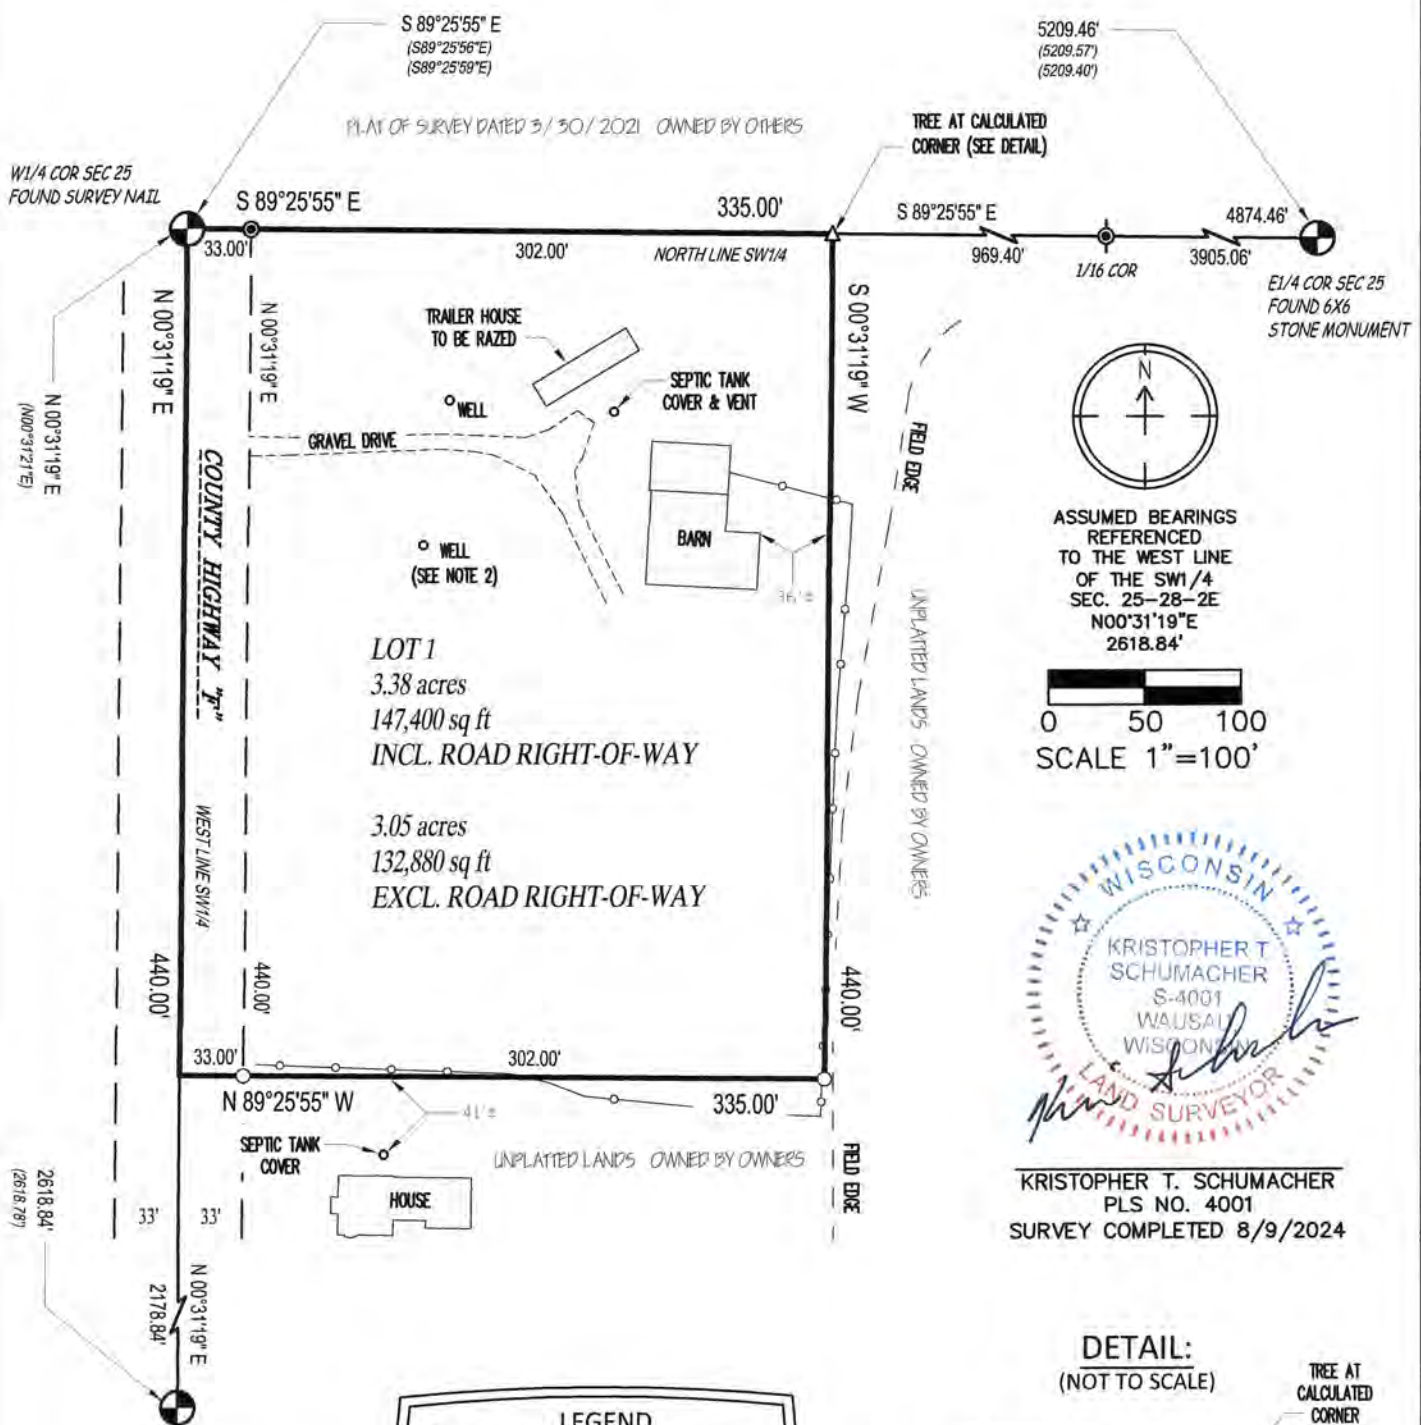 S 89°25'55" E
(S89°25'56"E)
(S89°25'59"E)
5209.46'
(5209.57')
(5209.40')
PLAT OF SURVEY DATED 3/30/2021 OWNED BY OTHERS
TREE AT CALCULATED
CORNER (SEE DETAIL)
W1/4 COR SEC 25
FOUND SURVEY NAIL
S 89°25'55" E
335.00'
S 89°25'55" E
4874.46'
33.00'
302.00'
NORTH LINE SW1/4
969.40'
1/16 COR
3905.06'
E1/4 COR SEC 25
FOUND 6X6
STONE MONUMENT
N 00°31'19" E
(N00°31'21"E)
N 00°31'19" E
N 00°31'19" E
S 00°31'19" W
TRAILER HOUSE
TO BE RAZED
SEPTIC TANK
COVER & VENT
WELL
GRAVEL DRIVE
FIELD EDGE
N
COUNTY HIGHWAY "F"
BARN
WELL
(SEE NOTE 2)
36'±
ASSUMED BEARINGS
REFERENCED
TO THE WEST LINE
OF THE SW1/4
SEC. 25-28-2E
N00°31'19"E
2618.84'
UNPLATTED LANDS OWNED BY OWNERS
LOT 1
3.38 acres
147,400 sq ft
INCL. ROAD RIGHT-OF-WAY
0 50 100
SCALE 1"=100'
3.05 acres
132,880 sq ft
EXCL. ROAD RIGHT-OF-WAY
WEST LINE SW1/4
WISCONSIN
KRISTOPHER T
SCHUMACHER
S-4001
WAUSAU
WISCONSIN
LAND SURVEYOR
440.00'
440.00'
440.00'
33.00'
302.00'
N 89°25'55" W
41'±
335.00'
SEPTIC TANK
COVER
UNPLATTED LANDS OWNED BY OWNERS
HOUSE
FIELD EDGE
KRISTOPHER T. SCHUMACHER
PLS NO. 4001
SURVEY COMPLETED 8/9/2024
2618.84'
(2618.78')
33'
33'
N 00°31'19" E
2178.84'
DETAIL:
(NOT TO SCALE)
TREE AT
CALCULATED
CORNER
LEGEND